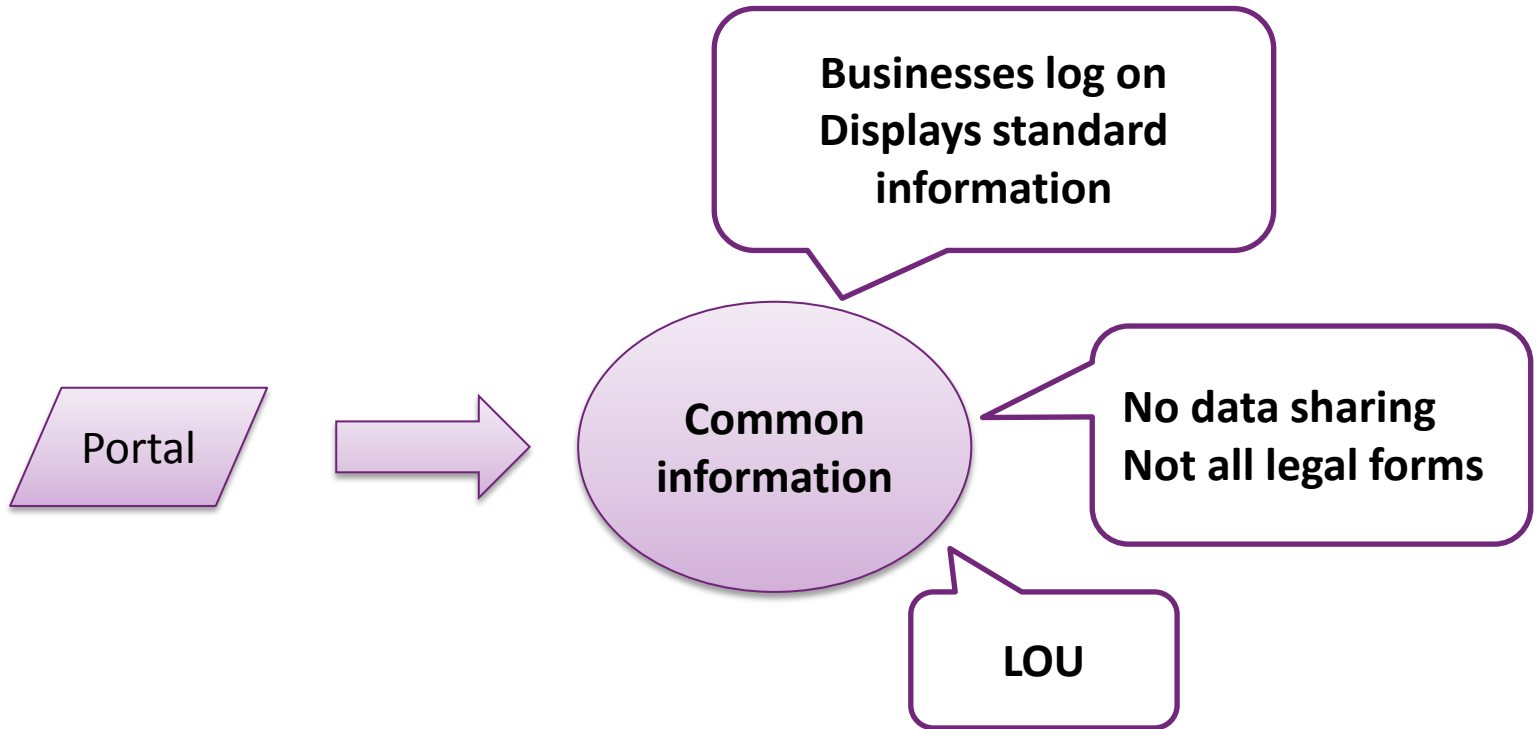 Businesses log on
Displays standard
information
Portal
Common
information
No data sharing
Not all legal forms
LOU